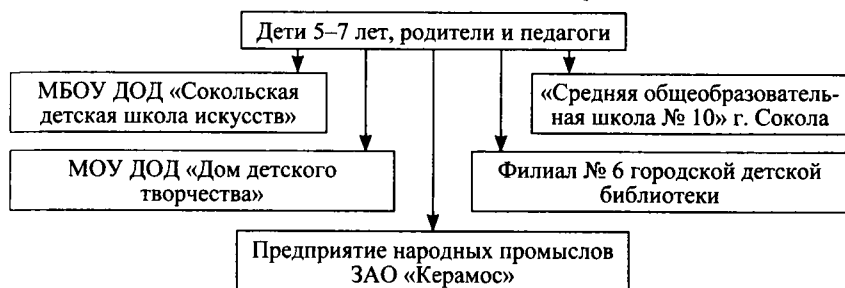 Дети 5–7 лет, родители и педагоги
МБОУ ДОД «Сокольская
детская школа искусств»
«Средняя общеобразователь-
ная школа № 10» г. Сокола
МОУ ДОД «Дом детского
творчества»
Филиал № 6 городской детской
библиотеки
Предприятие народных промыслов
ЗАО «Керамос»